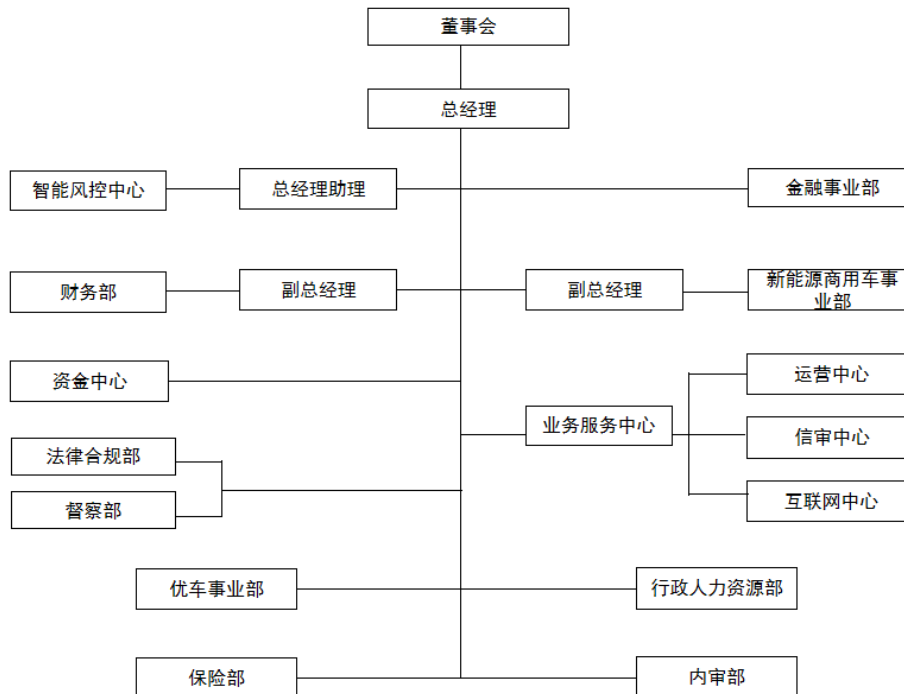 董事会
总经理
智能风控中心
总经理助理
金融事业部
财务部
副总经理
副总经理
新能源商用车事
业部
资金中心
运营中心
业务服务中心
信审中心
法律合规部
督察部
互联网中心
优车事业部
行政人力资源部
保险部
内审部